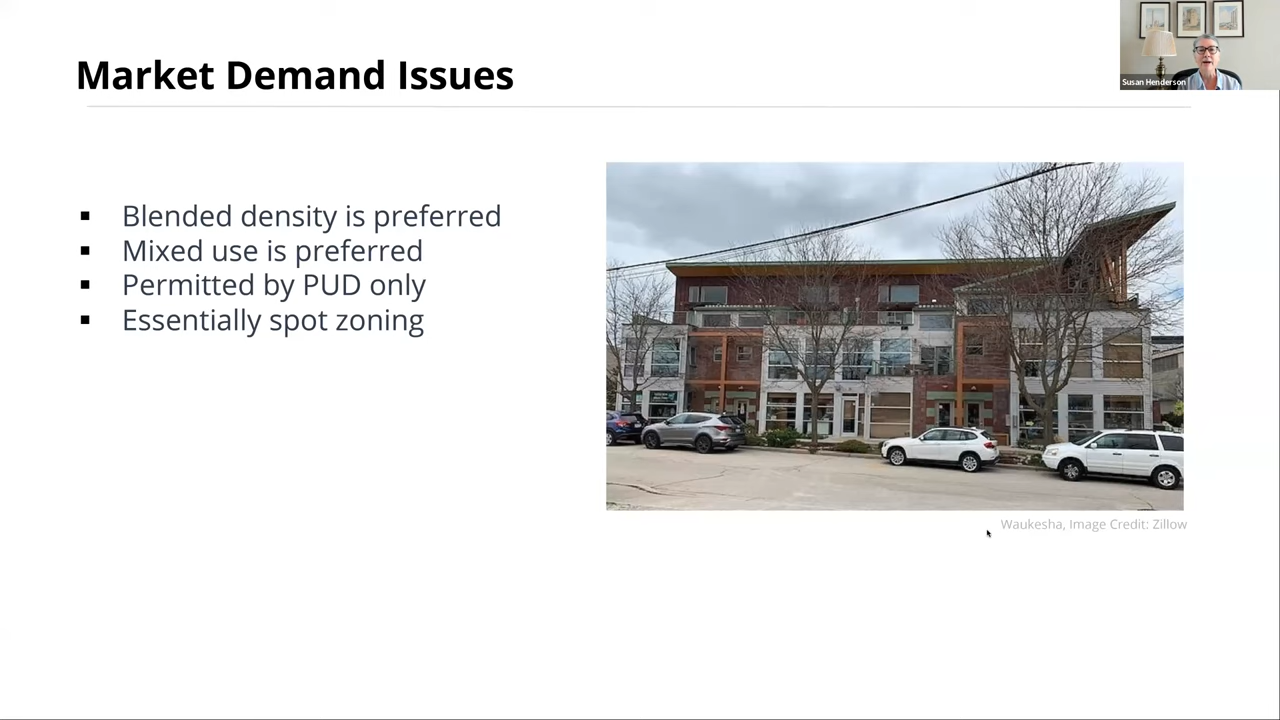 Market Demand Issues
Susan Henderson
▪ Blended density is preferred
▪ Mixed use is preferred
▪ Permitted by PUD only
▪ Essentially spot zoning
Waukesha, Image Credit: Zillow